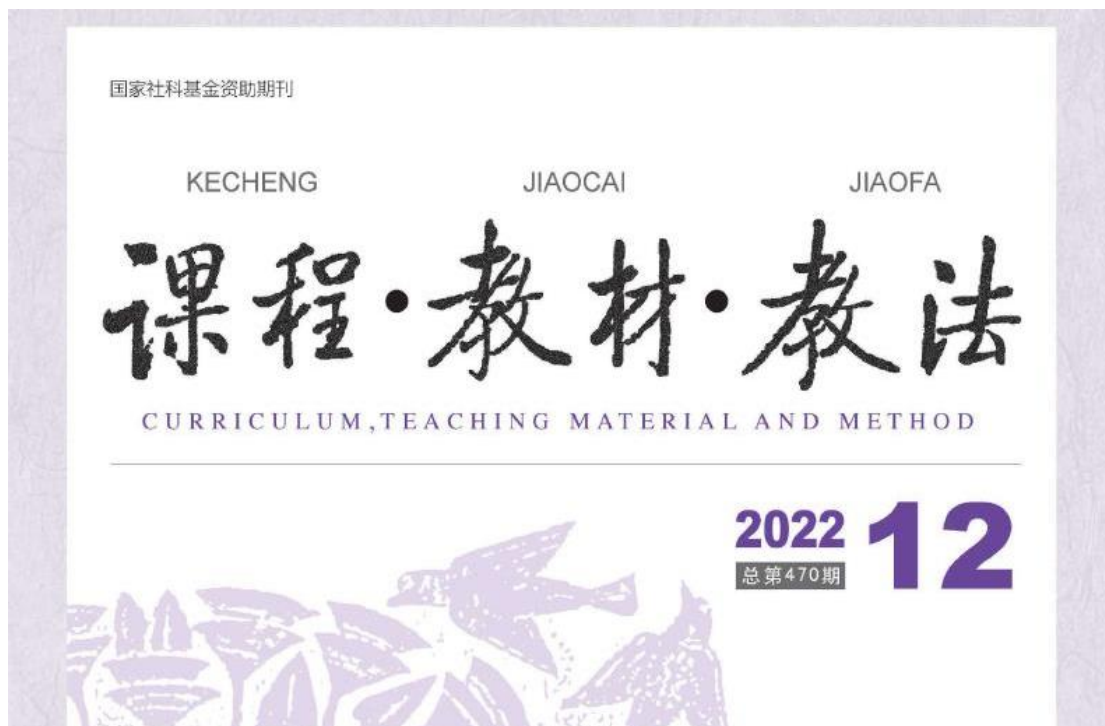 国家社科基金资助期刊
KECHENG JIAOCAI JIAOFA
课程·教材·教法
CURRICULUM,TEACHING MATERIAL AND METHOD
2022 12
总第470期